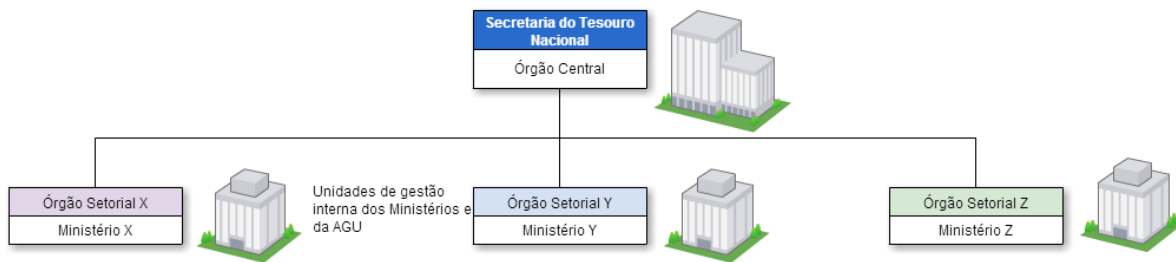 Secretaria do Tesouro
Nacional
Órgão Central
Órgão Setorial X
Ministério X
Unidades de gestão
interna dos Ministérios e
da AGU
Órgão Setorial Y
Ministério Y
Órgão Setorial Z
Ministério Z